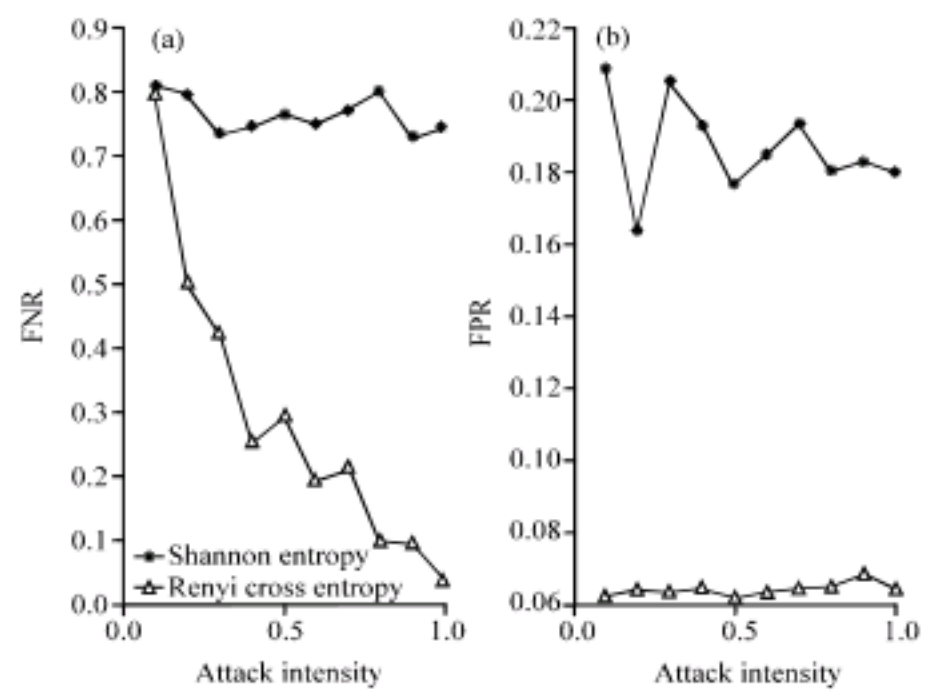 (a)
0.9
0.8
0.7
0.6
0.5
0.4
0.3
0.2
0.1
0.0
FNR
Shannon entropy
Renyi cross entropy
0.0 0.5 1.0
Attack intensity
(b)
0.22
0.20
0.18
0.16
0.14
0.12
0.10
0.08
0.06
FPR
0.0 0.5 1.0
Attack intensity